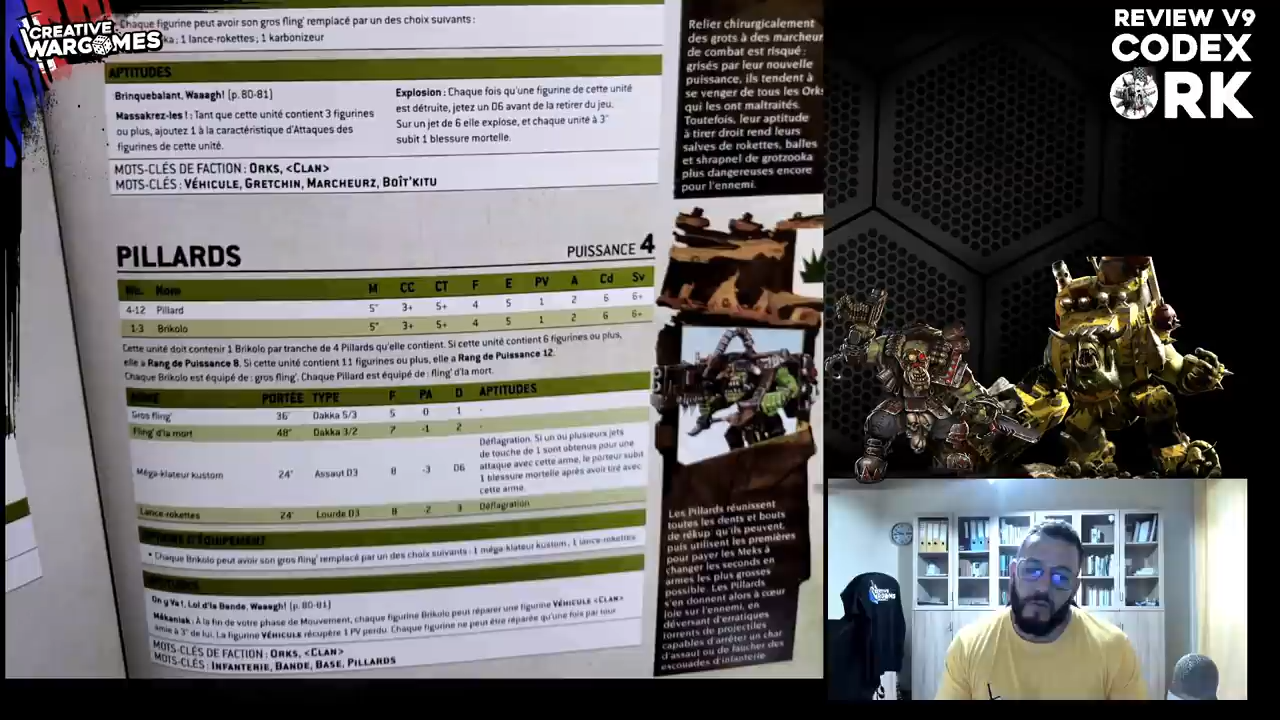 CREATIVE
WARGOMES
Chaque figurine peut avoir son gros fling' remplacé par un des choix suivants :
1 lance-rokettes ; 1 karbonizeur
APTITUDES
Brinquebalant, Waaagh! (p. 80-81)
Massakrez-les ! : Tant que cette unité contient 3 figurines
ou plus, ajoutez 1 à la caractéristique d'Attaques des
figurines de cette unité.
Explosion : Chaque fois qu'une figurine de cette unité
est détruite, jetez un D6 avant de la retirer du jeu.
Sur un jet de 6 elle explose, et chaque unité à 3"
subit 1 blessure mortelle.
MOTS-CLÉS DE FACTION : ORKS, <CLAN>
MOTS-CLÉS : VÉHICULE, GRETCHIN, MARCHEURZ, BOÎT'KITU
PILLARDS
PUISSANCE 4
No. Nom M CC CT F E PV A Cd Sv
4-12 Pillard 5" 3+ 5+ 4 5 1 2 6 6+
1-3 Brikolo 5" 3+ 5+ 4 5 1 2 6 6+
Cette unité doit contenir 1 Brikolo par tranche de 4 Pillards qu'elle contient. Si cette unité contient 6 figurines ou plus,
elle a Rang de Puissance 8. Si cette unité contient 11 figurines ou plus, elle a Rang de Puissance 12.
Chaque Brikolo est équipé de : gros fling'. Chaque Pillard est équipé de : fling' d'la mort.
PORTÉE TYPE F PA D APTITUDES
Gros fling' 36" Dakka 5/3 5 0 1 -
Fling' d'la mort 48" Dakka 3/2 7 -1 2 -
Méga-klateur kustom 24" Assaut D3 8 -3 D6
Déflagration. Si un ou plusieurs jets
de touche de 1 sont obtenus pour une
attaque avec cette arme, le porteur subit
1 blessure mortelle après avoir tiré avec
cette arme.
Lance-rokettes 24" Lourde D3 8 -2 3 Déflagration
OPTIONS D'ÉQUIPEMENT
• Chaque Brikolo peut avoir son gros fling' remplacé par un des choix suivants : 1 méga-klateur kustom ; 1 lance-rokettes
APTITUDES
On y Va !, Loi d'la Bande, Waaagh! (p. 80-81)
Mékaniak : À la fin de votre phase de Mouvement, chaque figurine Brikolo peut réparer une figurine VÉHICULE <CLAN>
amie à 3" de lui. La figurine VÉHICULE récupère 1 PV perdu. Chaque figurine ne peut être réparée qu'une fois par tour.
MOTS-CLÉS DE FACTION : ORKS, <CLAN>
MOTS-CLÉS : INFANTERIE, BANDE, BASE, PILLARDS
Relier chirurgicalement
des grots à des marcheurs
de combat est risqué :
grisés par leur nouvelle
puissance, ils tendent à
se venger de tous les Orks
qui les ont maltraités.
Toutefois, leur aptitude
à tirer droit rend leurs
salves de rokettes, balles
et shrapnel de grotzooka
plus dangereuses encore
pour l'ennemi.
Les Pillards réunissent
toutes les dents et bouts
de rékup' qu'ils peuvent,
puis utilisent les premières
pour payer les Meks à
changer les seconds en
armes les plus grosses
possible. Les Pillards
s'en donnent alors à cœur
joie sur l'ennemi, en
déversant d'erratiques
torrents de projectiles
capables d'arrêter un char
d'assaut ou de faucher des
escouades d'infanterie.
REVIEW V9
CODEX
ORK
CREATIVE
WARGOMES